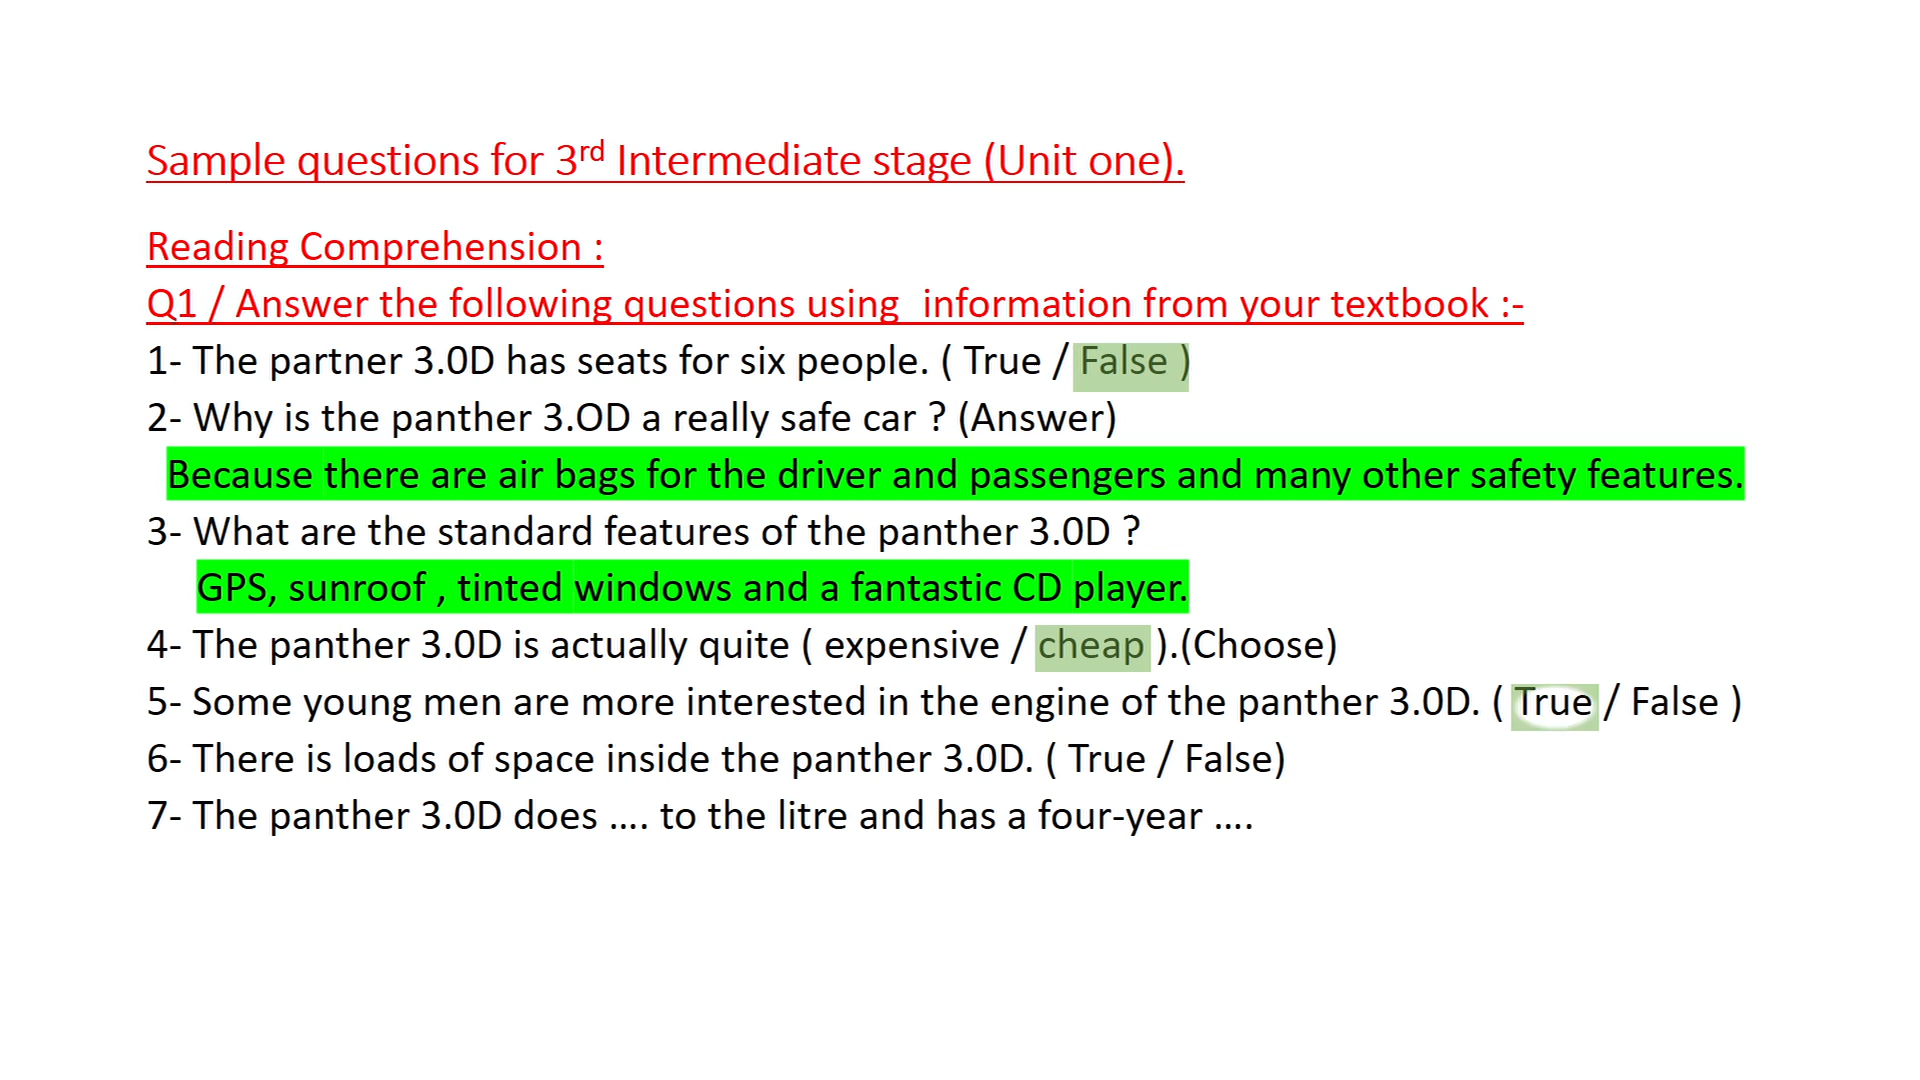 Sample questions for 3rd Intermediate stage (Unit one).
Reading Comprehension :
Q1 / Answer the following questions using information from your textbook :-
1- The partner 3.0D has seats for six people. ( True / False )
2- Why is the panther 3.OD a really safe car ? (Answer)
Because there are air bags for the driver and passengers and many other safety features.
3- What are the standard features of the panther 3.0D ?
GPS, sunroof , tinted windows and a fantastic CD player.
4- The panther 3.0D is actually quite ( expensive / cheap ).(Choose)
5- Some young men are more interested in the engine of the panther 3.0D. ( True / False )
6- There is loads of space inside the panther 3.0D. ( True / False)
7- The panther 3.0D does .... to the litre and has a four-year ....